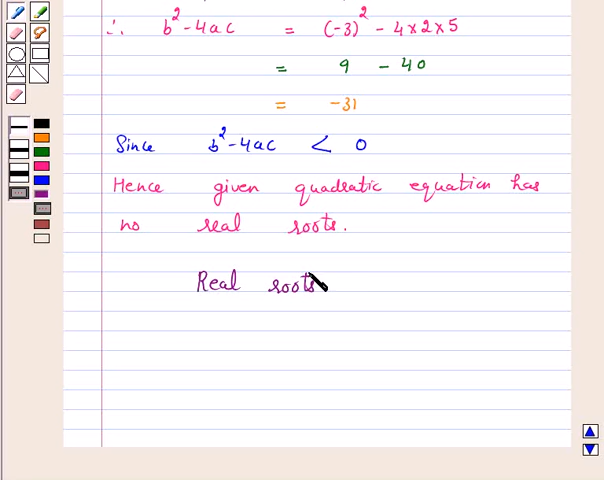 ∴ b² - 4ac = (-3)² - 4×2×5
= 9 - 40
= -31
Since b² - 4ac < 0
Hence given quadratic equation has
no real roots.
Real roots